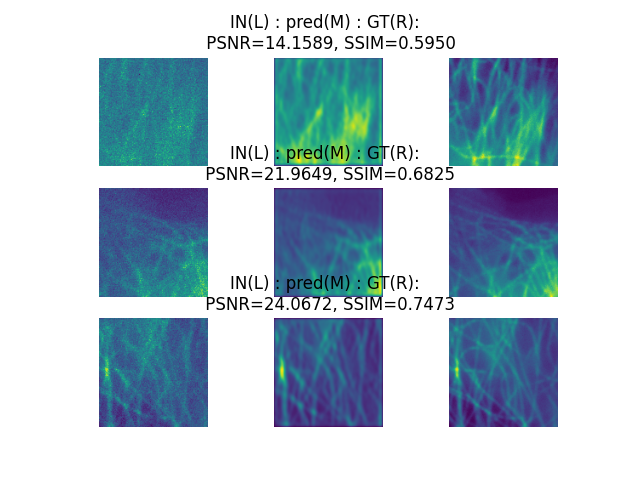 IN(L) : pred(M) : GT(R):
PSNR=14.1589, SSIM=0.5950
IN(L) : pred(M) : GT(R):
PSNR=21.9649, SSIM=0.6825
IN(L) : pred(M) : GT(R):
PSNR=24.0672, SSIM=0.7473